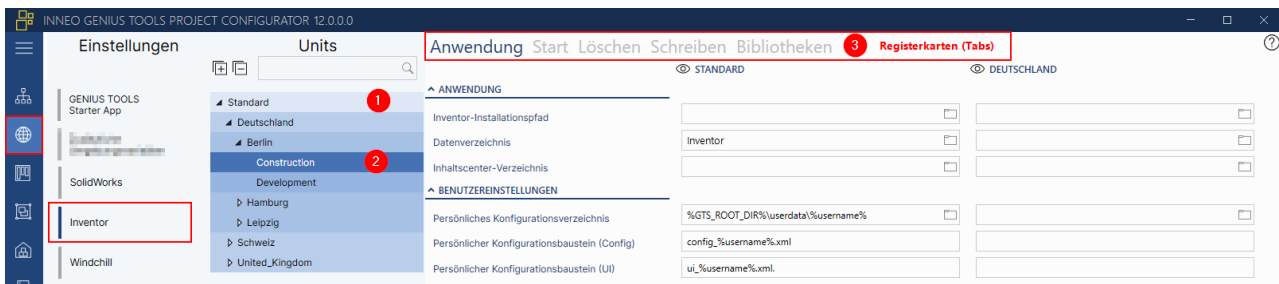 INNEO GENIUS TOOLS PROJECT CONFIGURATOR 12.0.0.0
Einstellungen
GENIUS TOOLS
Starter App
SolidWorks
Inventor
Windchill
Units
Standard
1
Deutschland
Berlin
Construction
2
Development
Hamburg
Leipzig
Schweiz
United_Kingdom
Anwendung Start Löschen Schreiben Bibliotheken 3 Registerkarten (Tabs)
STANDARD DEUTSCHLAND
ANWENDUNG
Inventor-Installationspfad
Datenverzeichnis Inventor
Inhaltscenter-Verzeichnis
BENUTZEREINSTELLUNGEN
Persönliches Konfigurationsverzeichnis %GTS_ROOT_DIR%\userdata\%username%
Persönlicher Konfigurationsbaustein (Config) config_%username%.xml
Persönlicher Konfigurationsbaustein (UI) ui_%username%.xml.